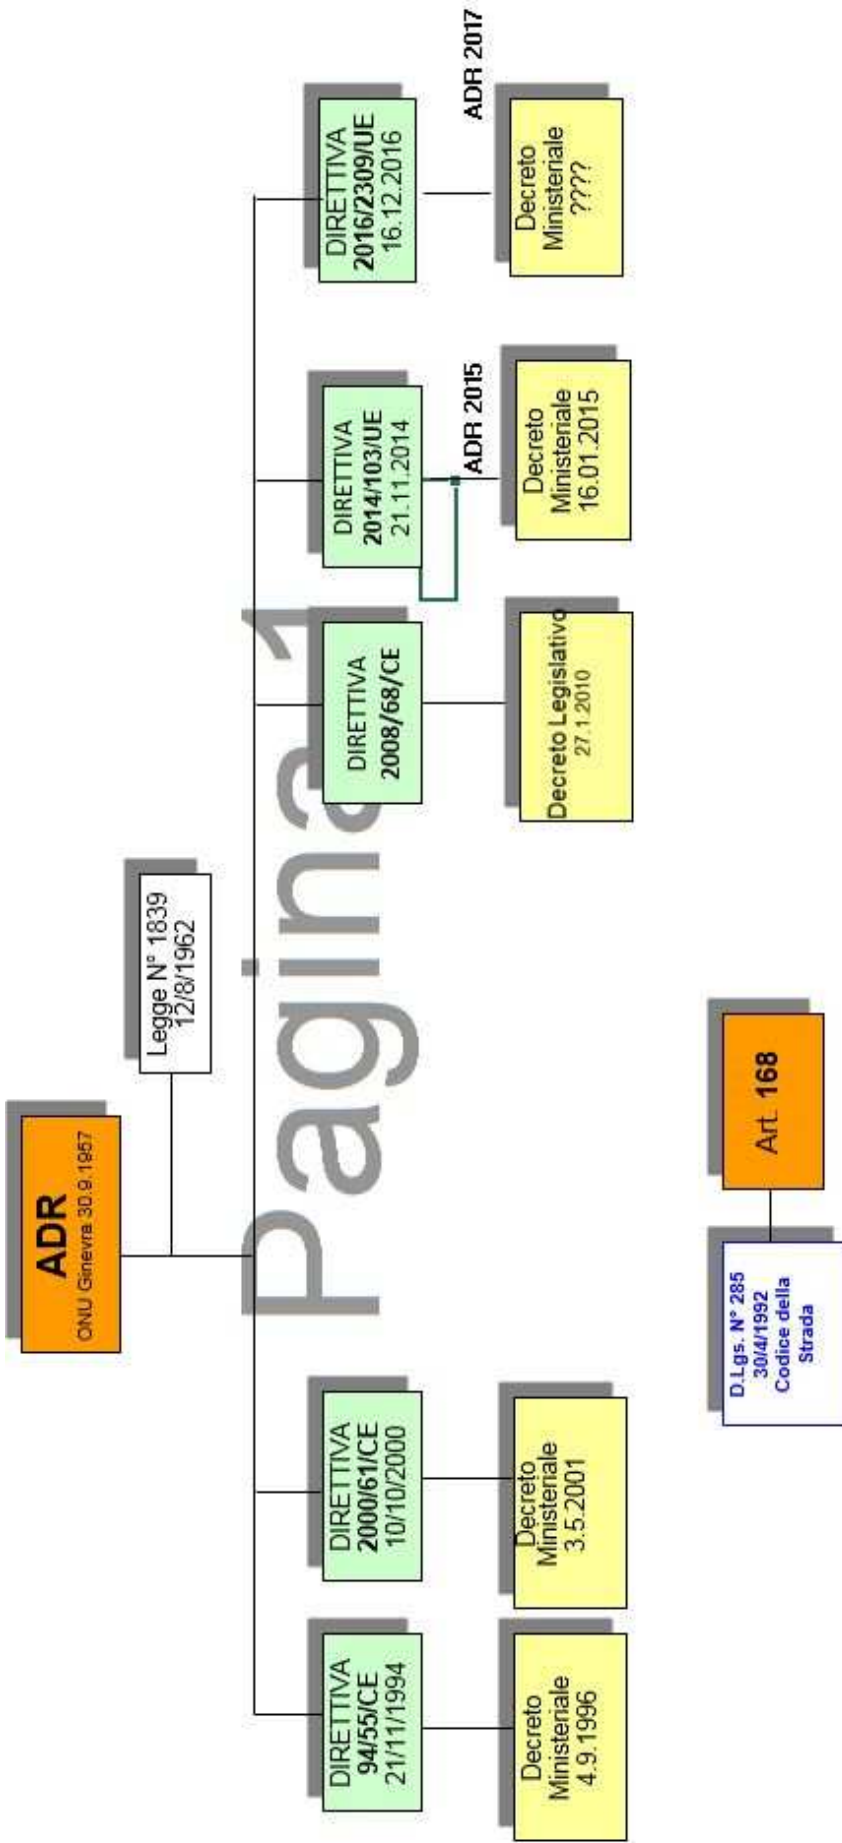 ADR
ONU Ginevra 30.9.1957
Legge N° 1839
12/8/1962
Pagina 1
DIRETTIVA
94/55/CE
21/11/1994
DIRETTIVA
2000/61/CE
10/10/2000
DIRETTIVA
2008/68/CE
DIRETTIVA
2014/103/UE
21.11.2014
DIRETTIVA
2016/2309/UE
16.12.2016
ADR 2015
ADR 2017
Decreto
Ministeriale
4.9.1996
Decreto
Ministeriale
3.5.2001
Decreto Legislativo
27.1.2010
Decreto
Ministeriale
16.01.2015
Decreto
Ministeriale
????
D.Lgs. N° 285
30/4/1992
Codice della
Strada
Art. 168